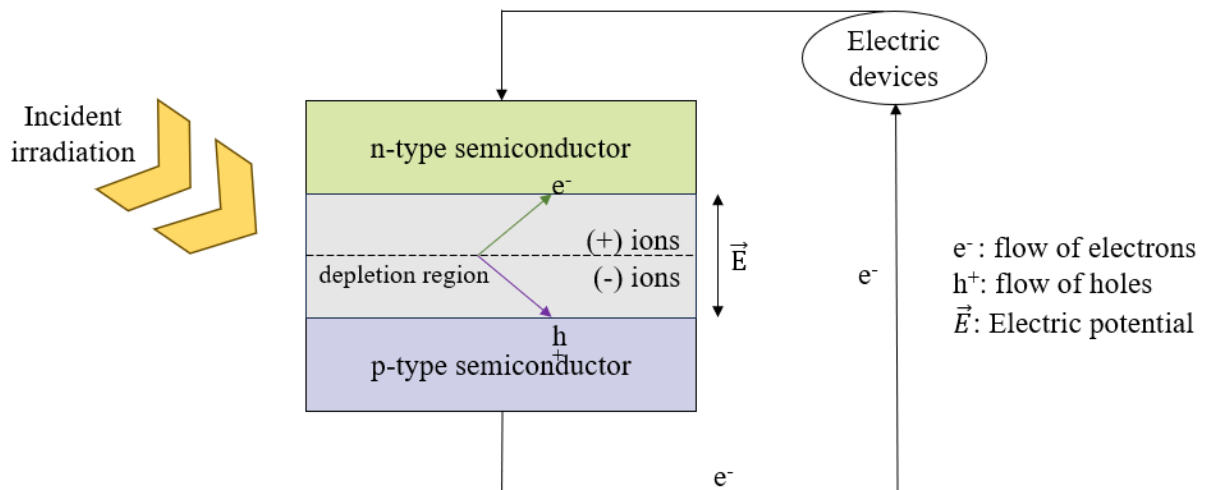 Electric
devices
Incident
irradiation
n-type semiconductor
e-
(+) ions
depletion region
(-) ions
E⃗
h
+
p-type semiconductor
e-
e-
e-: flow of electrons
h+: flow of holes
E⃗: Electric potential